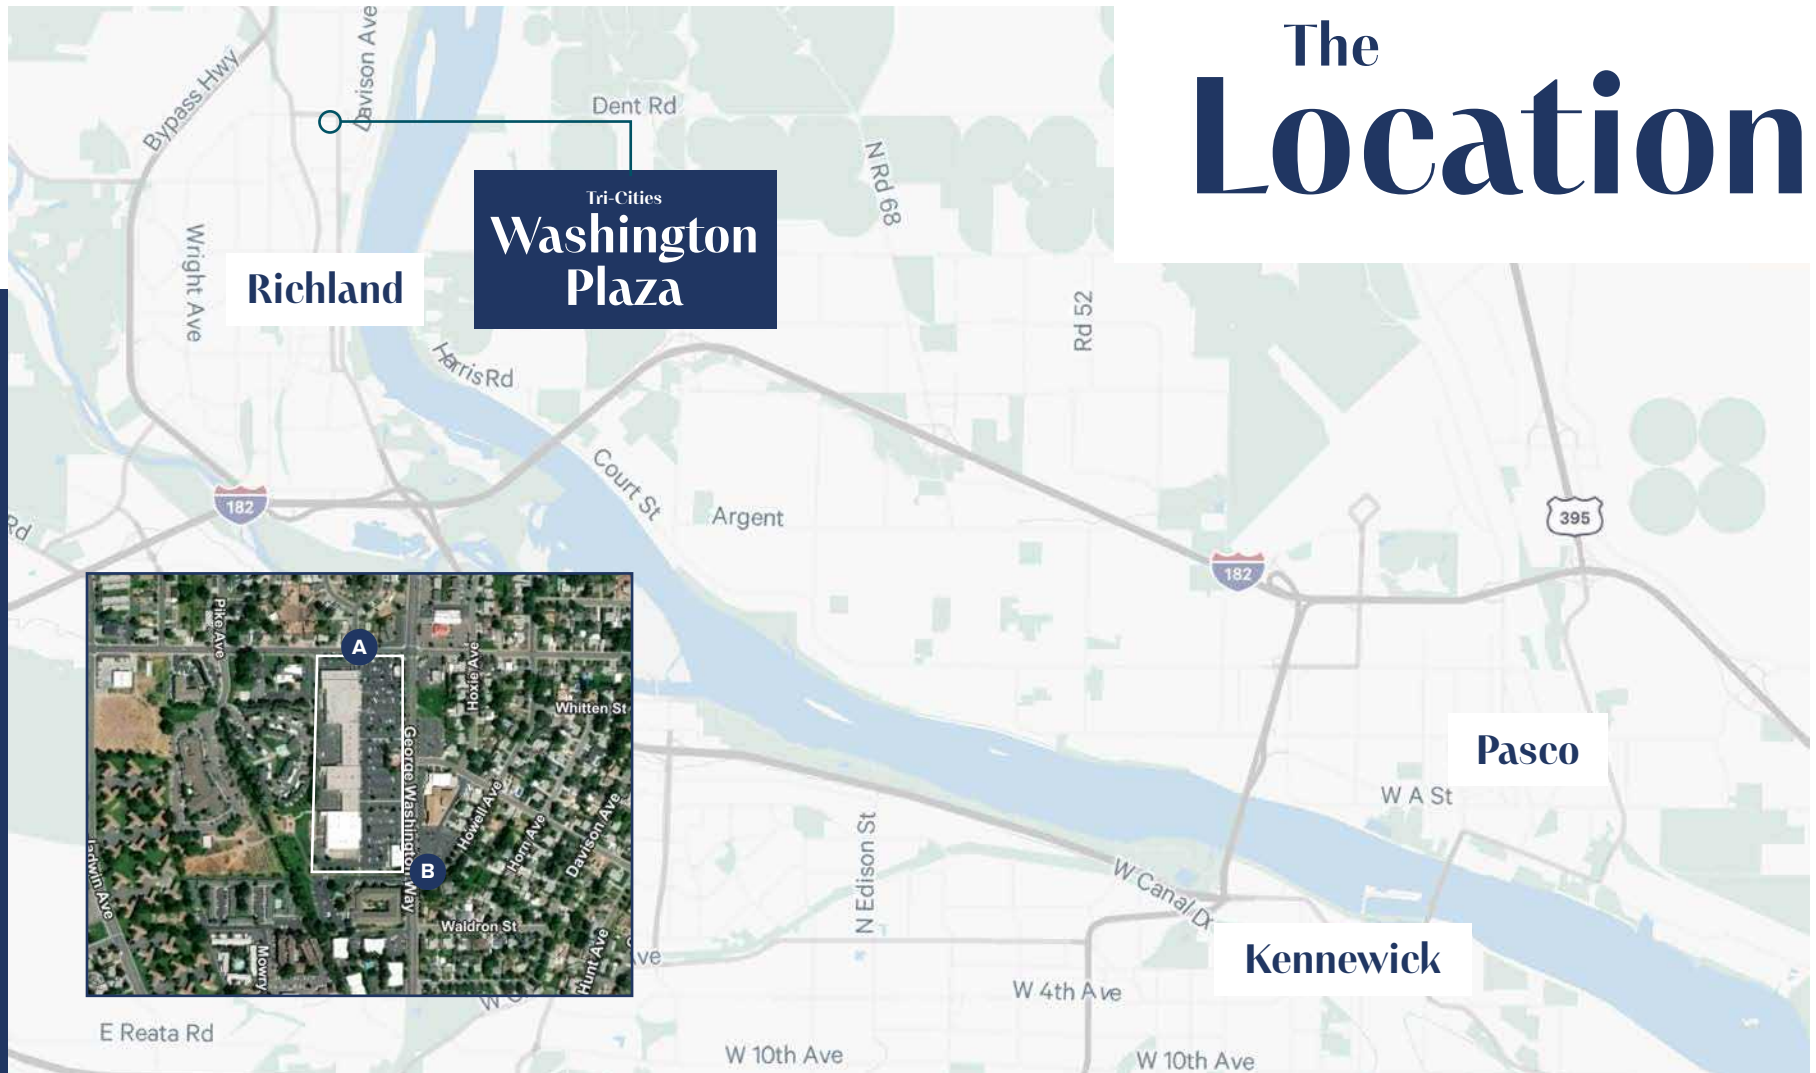 The
Location
Davison Ave
Bypass Hwy
Dent Rd
N Rd 68
Tri-Cities
Washington
Plaza
Wright Ave
Richland
Rd 52
Harris Rd
Court St
182
Argent
395
182
Rd
A
Pike Ave
Hoxie Ave
Whitten St
George Washington Way
Howell Ave
Horn Ave
Davison Ave
B
Jadwin Ave
Waldron St
Mowry
Hunt Ave
Pasco
W A St
N Edison St
W Canal Dr
Kennewick
W 4th Ave
E Reata Rd
W 10th Ave
W 10th Ave